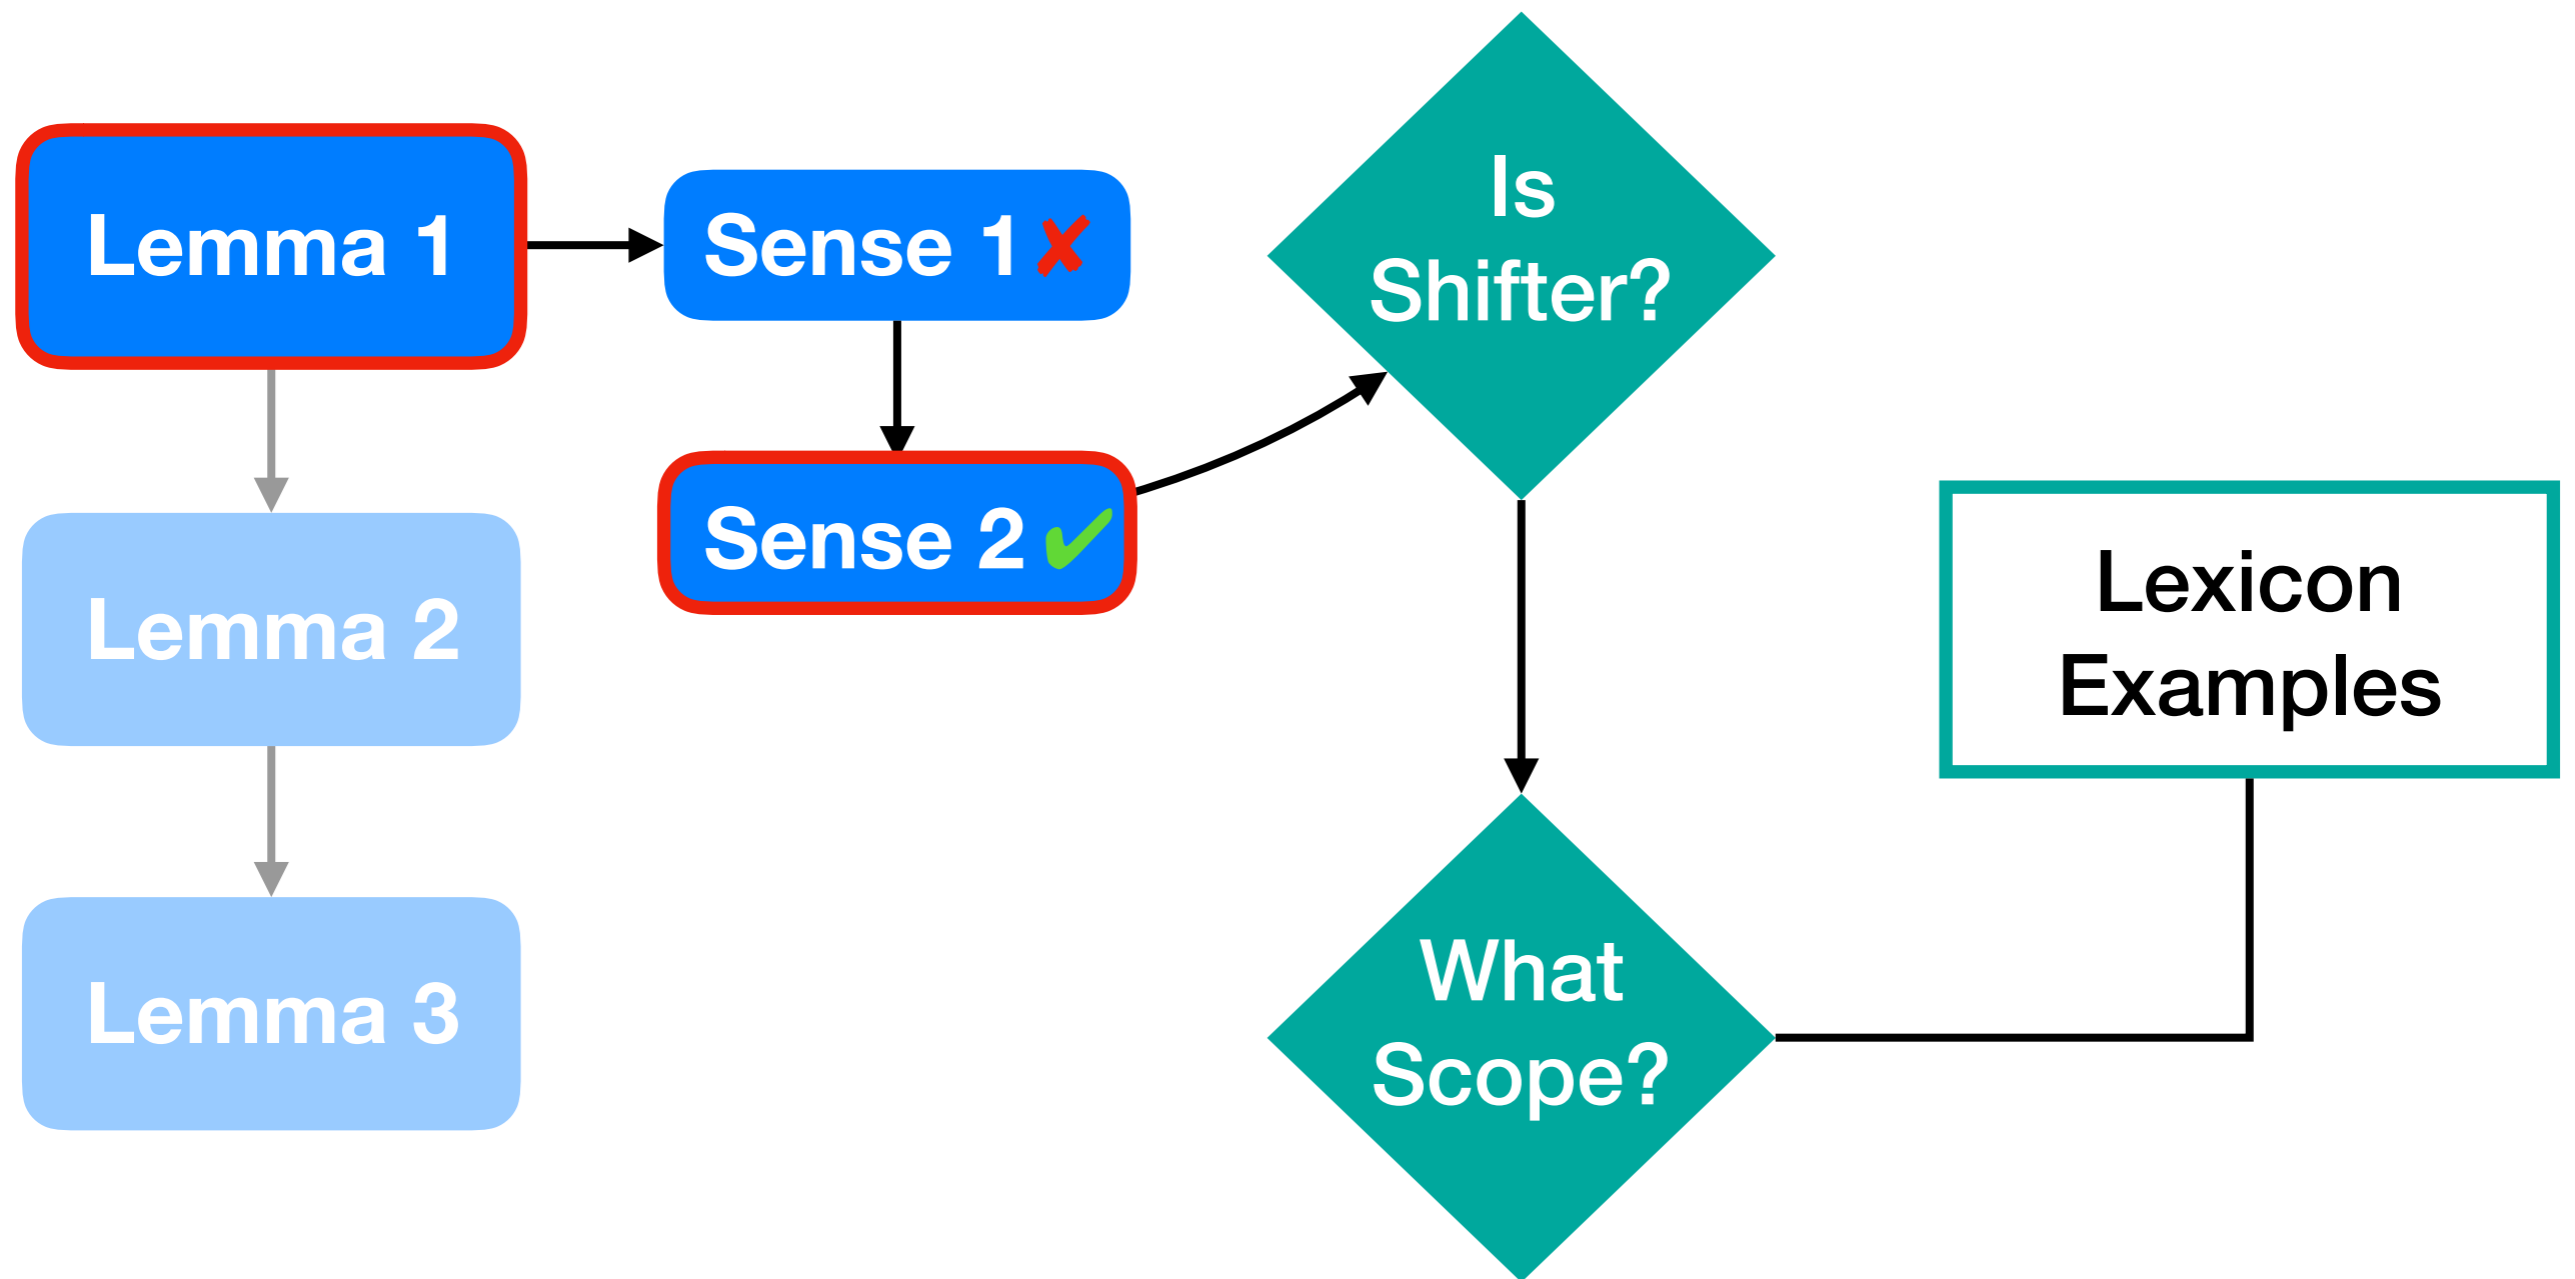 Lemma 1
Sense 1 ✘
Is
Shifter?
Sense 2 ✔
Lemma 2
Lexicon
Examples
Lemma 3
What
Scope?